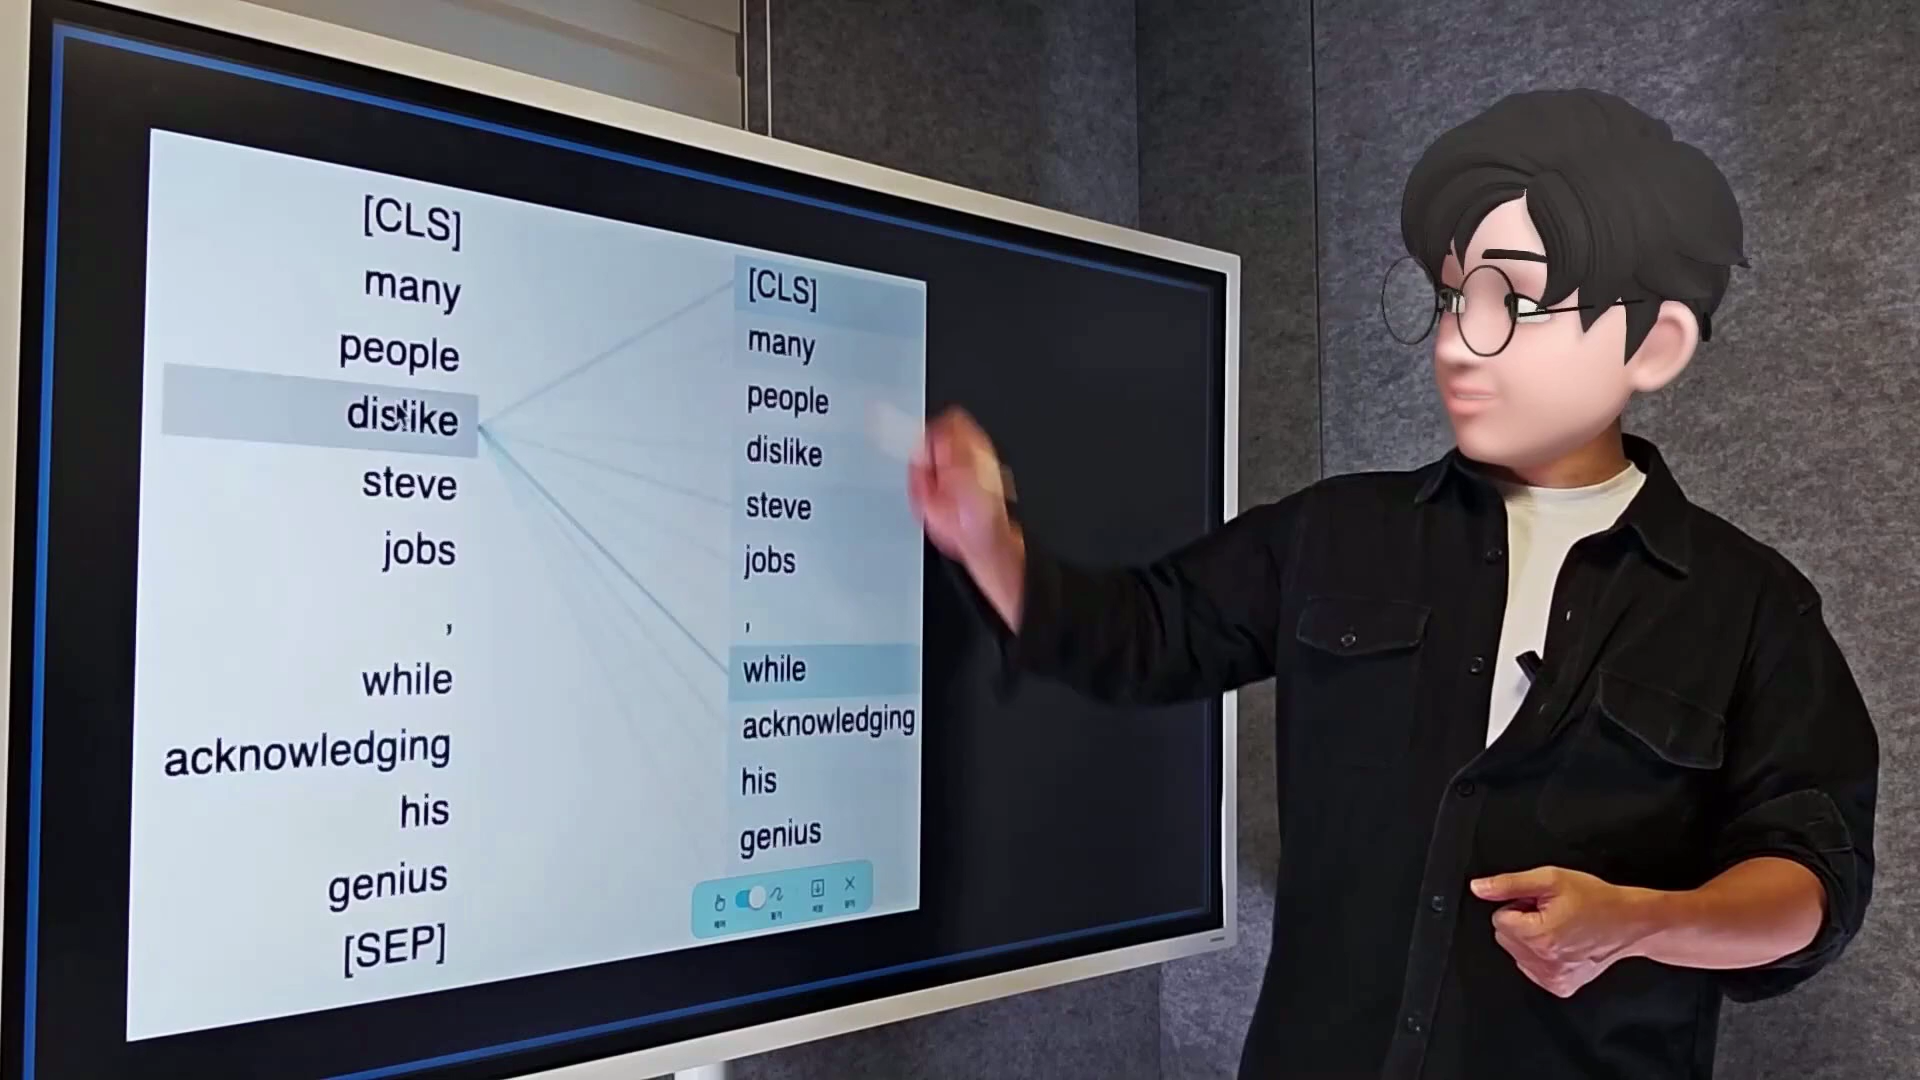 [CLS]
many
people
dislike
steve
jobs
,
while
acknowledging
his
genius
[SEP]
[CLS]
many
people
dislike
steve
jobs
,
while
acknowledging
his
genius